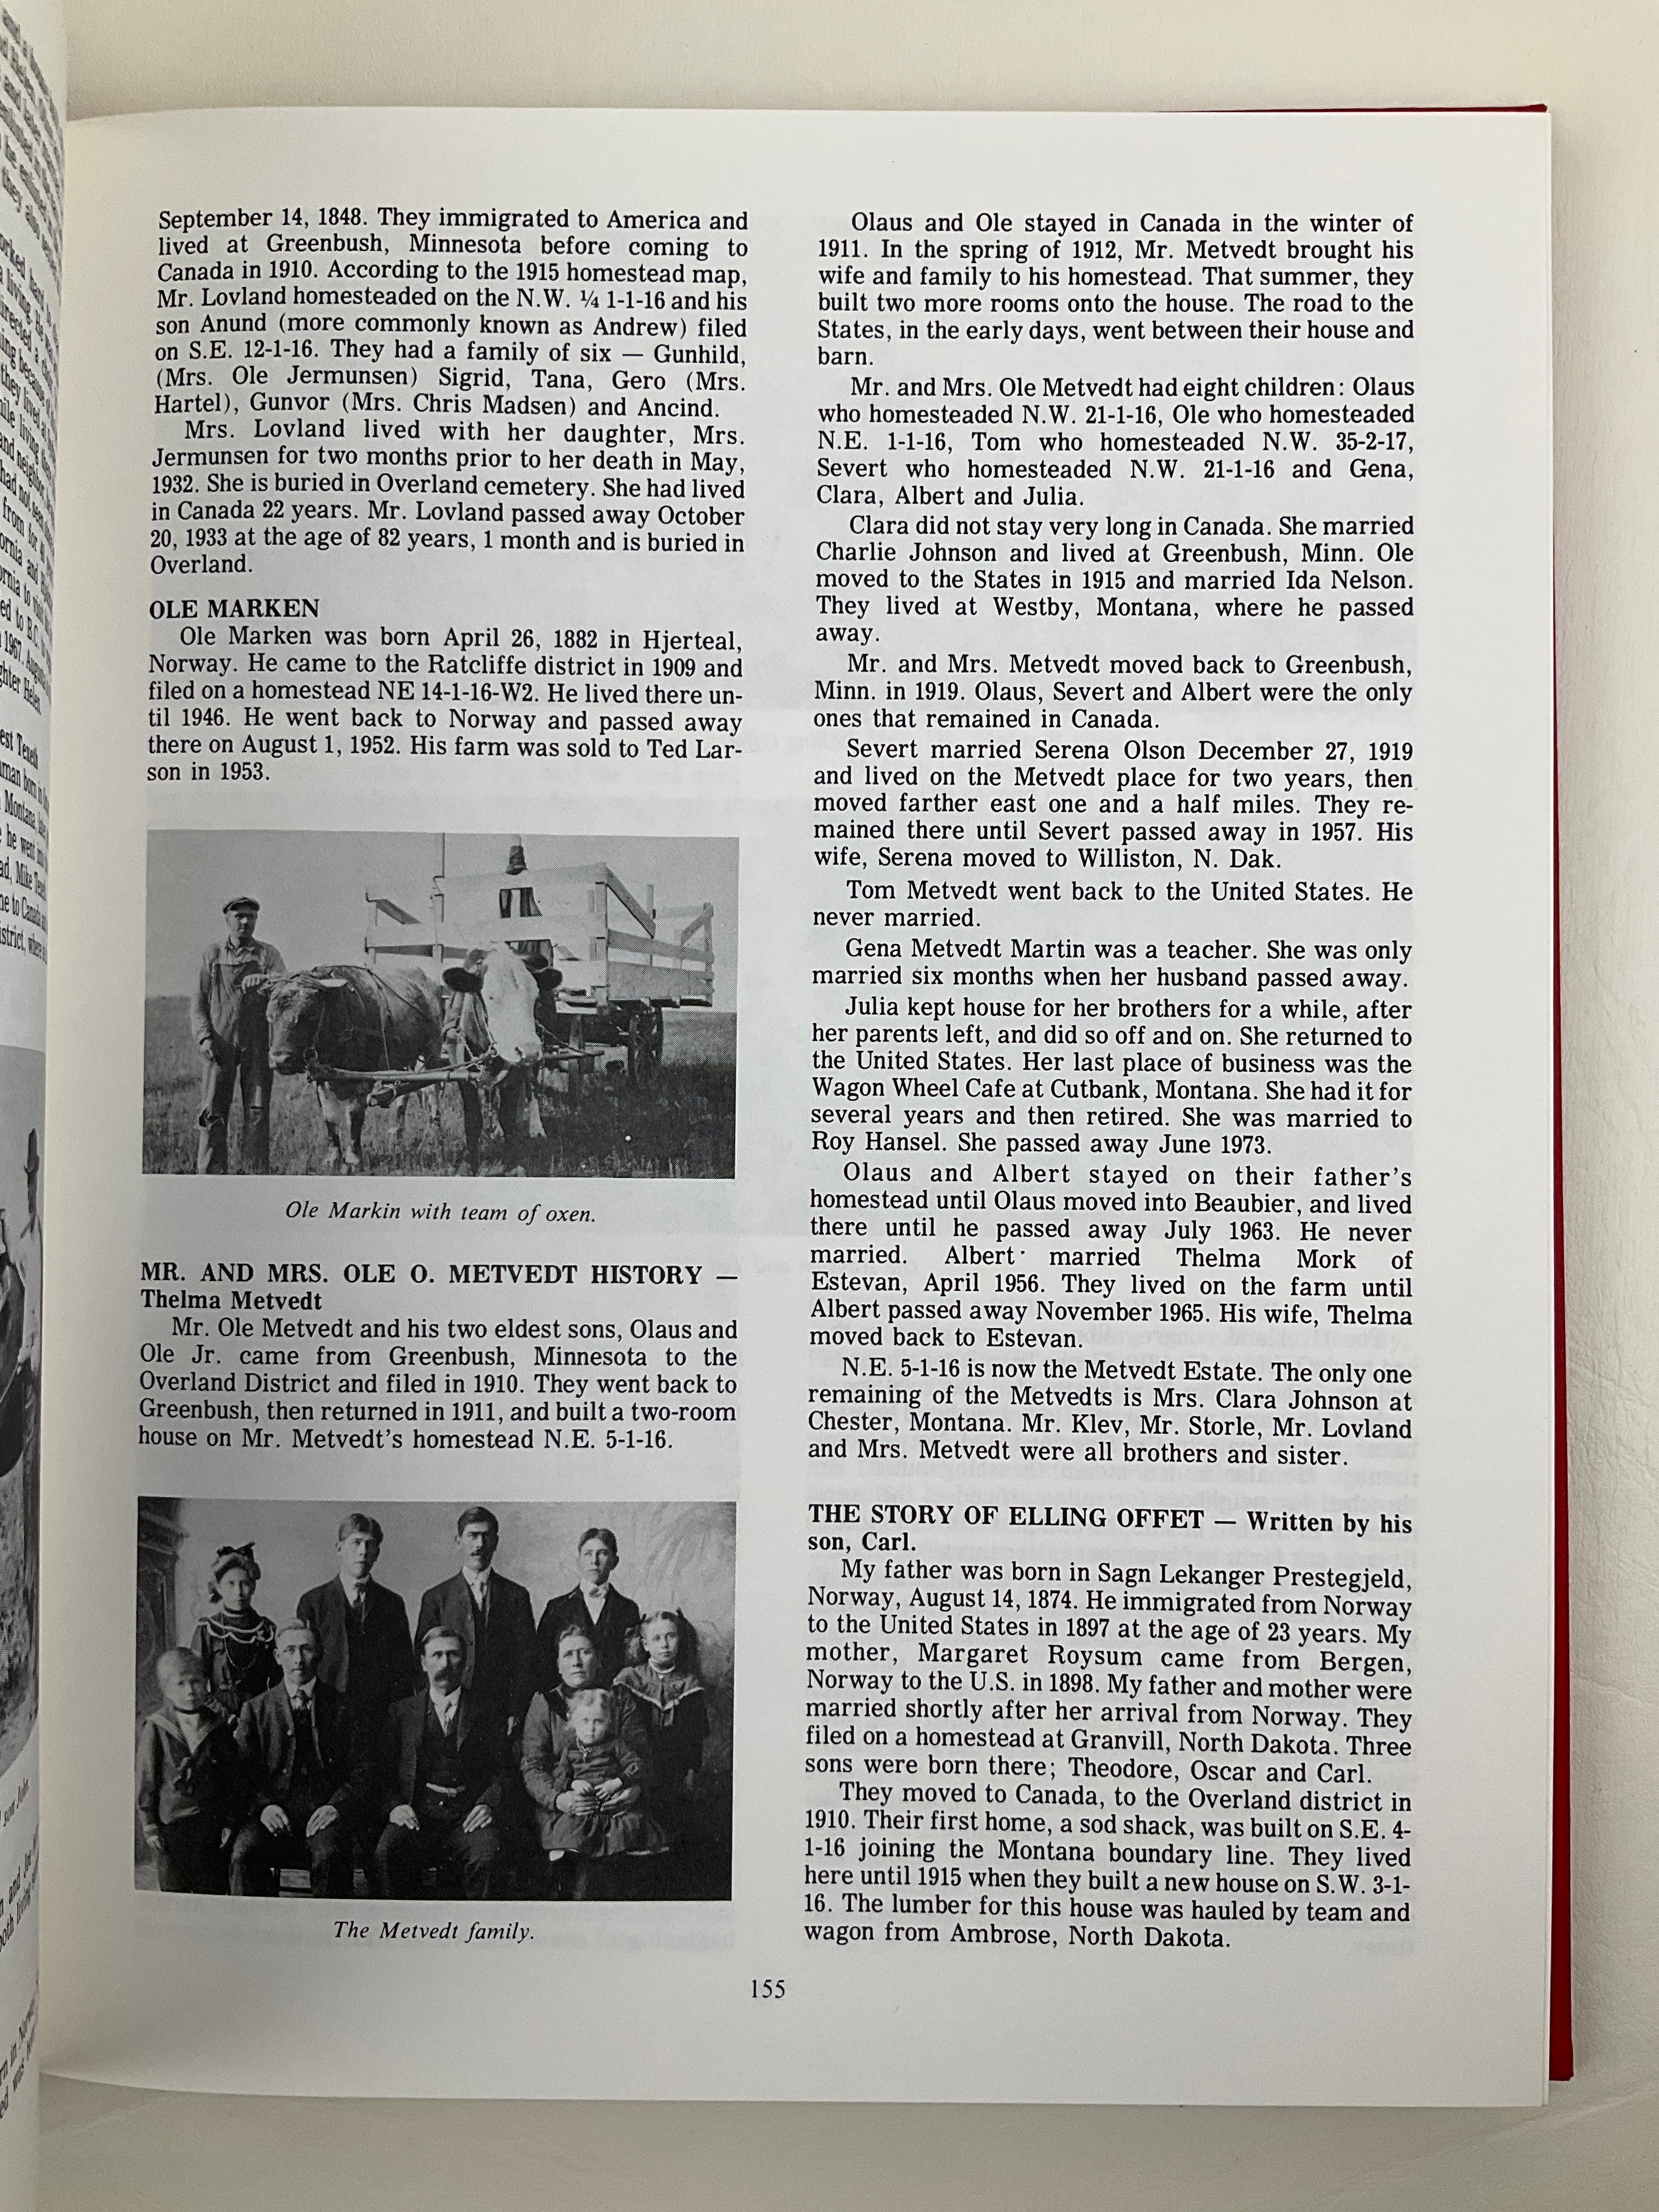 September 14, 1848. They immigrated to America and
lived at Greenbush, Minnesota before coming to
Canada in 1910. According to the 1915 homestead map,
Mr. Lovland homesteaded on the N.W. ¼ 1-1-16 and his
son Anund (more commonly known as Andrew) filed
on S.E. 12-1-16. They had a family of six — Gunhild,
(Mrs. Ole Jermunsen) Sigrid, Tana, Gero (Mrs.
Hartel), Gunvor (Mrs. Chris Madsen) and Ancind.
Mrs. Lovland lived with her daughter, Mrs.
Jermunsen for two months prior to her death in May,
1932. She is buried in Overland cemetery. She had lived
in Canada 22 years. Mr. Lovland passed away October
20, 1933 at the age of 82 years, 1 month and is buried in
Overland.
OLE MARKEN
Ole Marken was born April 26, 1882 in Hjerteal,
Norway. He came to the Ratcliffe district in 1909 and
filed on a homestead NE 14-1-16-W2. He lived there un-
til 1946. He went back to Norway and passed away
there on August 1, 1952. His farm was sold to Ted Lar-
son in 1953.
Ole Markin with team of oxen.
MR. AND MRS. OLE O. METVEDT HISTORY —
Thelma Metvedt
Mr. Ole Metvedt and his two eldest sons, Olaus and
Ole Jr. came from Greenbush, Minnesota to the
Overland District and filed in 1910. They went back to
Greenbush, then returned in 1911, and built a two-room
house on Mr. Metvedt's homestead N.E. 5-1-16.
The Metvedt family.
Olaus and Ole stayed in Canada in the winter of
1911. In the spring of 1912, Mr. Metvedt brought his
wife and family to his homestead. That summer, they
built two more rooms onto the house. The road to the
States, in the early days, went between their house and
barn.
Mr. and Mrs. Ole Metvedt had eight children: Olaus
who homesteaded N.W. 21-1-16, Ole who homesteaded
N.E. 1-1-16, Tom who homesteaded N.W. 35-2-17,
Severt who homesteaded N.W. 21-1-16 and Gena,
Clara, Albert and Julia.
Clara did not stay very long in Canada. She married
Charlie Johnson and lived at Greenbush, Minn. Ole
moved to the States in 1915 and married Ida Nelson.
They lived at Westby, Montana, where he passed
away.
Mr. and Mrs. Metvedt moved back to Greenbush,
Minn. in 1919. Olaus, Severt and Albert were the only
ones that remained in Canada.
Severt married Serena Olson December 27, 1919
and lived on the Metvedt place for two years, then
moved farther east one and a half miles. They re-
mained there until Severt passed away in 1957. His
wife, Serena moved to Williston, N. Dak.
Tom Metvedt went back to the United States. He
never married.
Gena Metvedt Martin was a teacher. She was only
married six months when her husband passed away.
Julia kept house for her brothers for a while, after
her parents left, and did so off and on. She returned to
the United States. Her last place of business was the
Wagon Wheel Cafe at Cutbank, Montana. She had it for
several years and then retired. She was married to
Roy Hansel. She passed away June 1973.
Olaus and Albert stayed on their father's
homestead until Olaus moved into Beaubier, and lived
there until he passed away July 1963. He never
married. Albert married Thelma Mork of
Estevan, April 1956. They lived on the farm until
Albert passed away November 1965. His wife, Thelma
moved back to Estevan.
N.E. 5-1-16 is now the Metvedt Estate. The only one
remaining of the Metvedts is Mrs. Clara Johnson at
Chester, Montana. Mr. Klev, Mr. Storle, Mr. Lovland
and Mrs. Metvedt were all brothers and sister.
THE STORY OF ELLING OFFET — Written by his
son, Carl.
My father was born in Sagn Lekanger Prestegjeld,
Norway, August 14, 1874. He immigrated from Norway
to the United States in 1897 at the age of 23 years. My
mother, Margaret Roysum came from Bergen,
Norway to the U.S. in 1898. My father and mother were
married shortly after her arrival from Norway. They
filed on a homestead at Granvill, North Dakota. Three
sons were born there; Theodore, Oscar and Carl.
They moved to Canada, to the Overland district in
1910. Their first home, a sod shack, was built on S.E. 4-
1-16 joining the Montana boundary line. They lived
here until 1915 when they built a new house on S.W. 3-1-
16. The lumber for this house was hauled by team and
wagon from Ambrose, North Dakota.
155